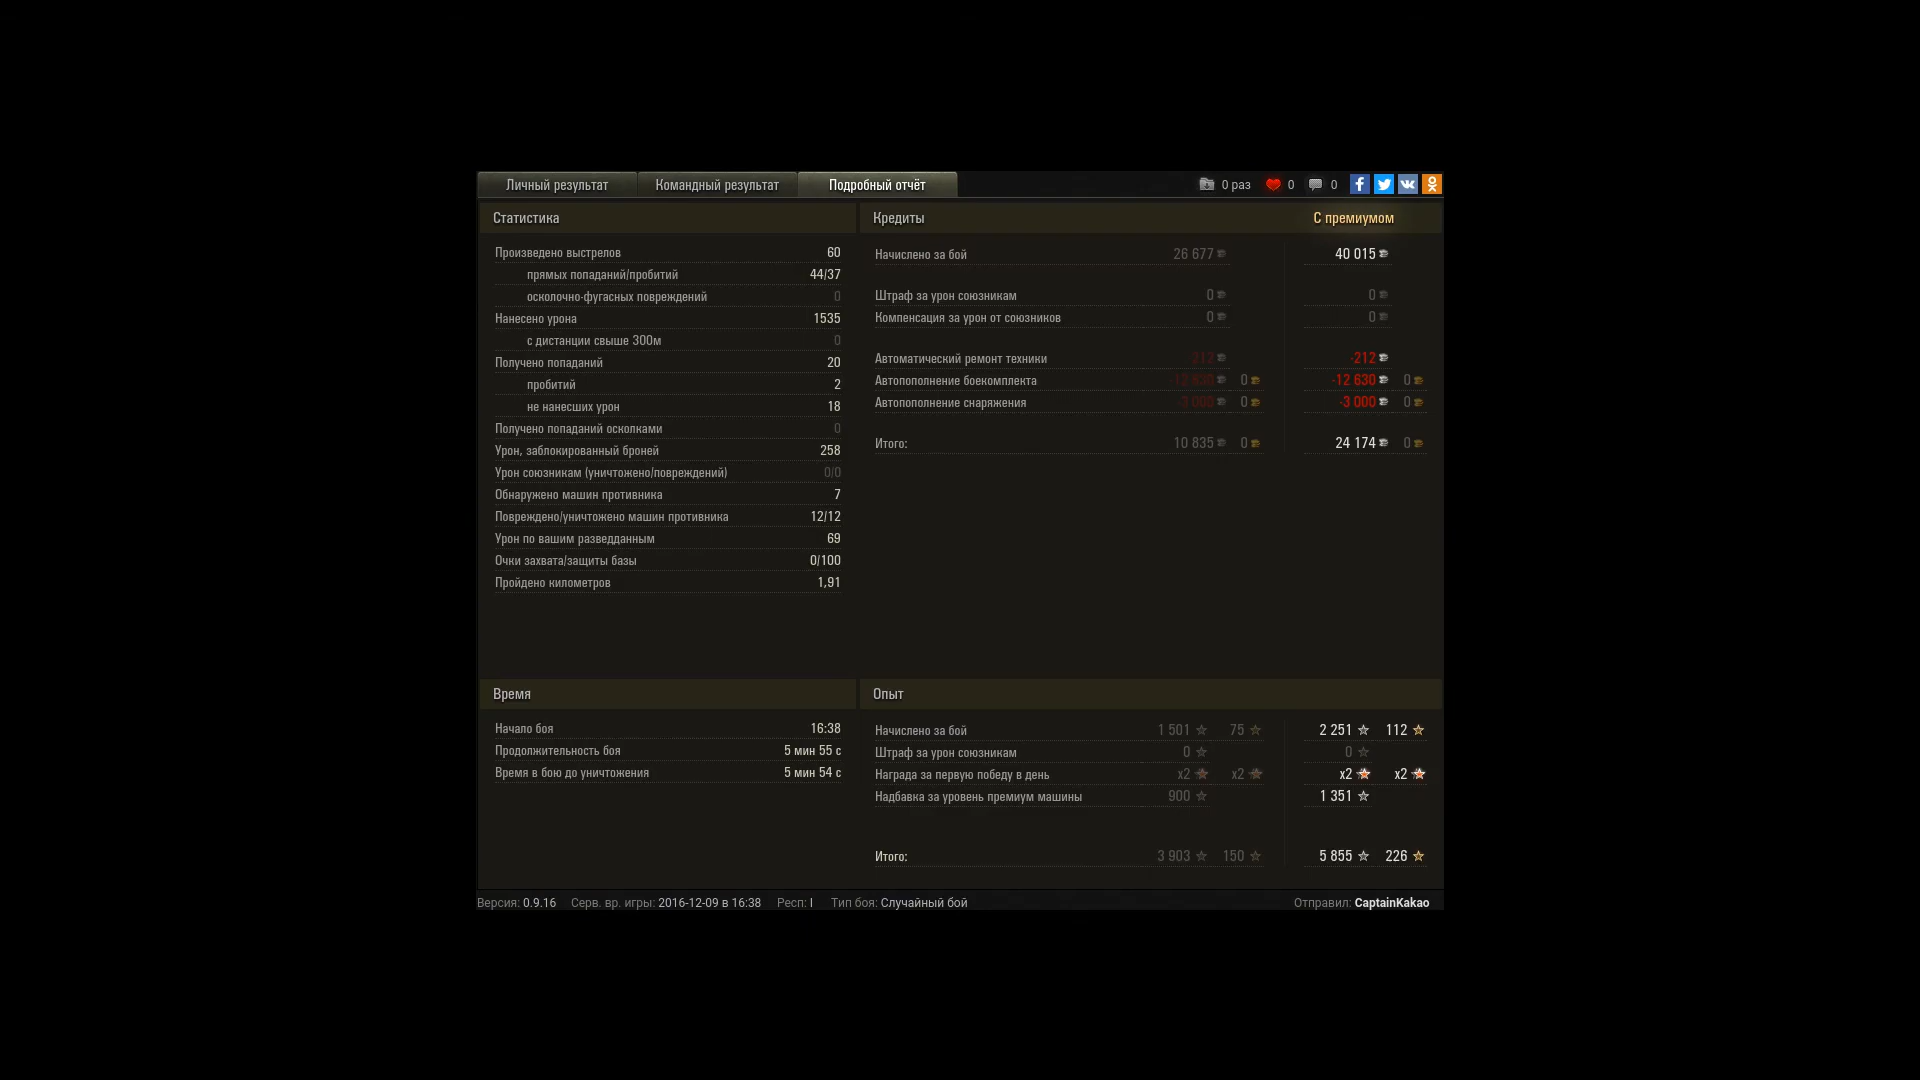 Личный результат Командный результат Подробный отчёт 0 раз 0 0
Статистика
Произведено выстрелов 60
прямых попаданий/пробитий 44/37
осколочно-фугасных повреждений 0
Нанесено урона 1535
с дистанции свыше 300м 0
Получено попаданий 20
пробитий 2
не нанесших урон 18
Получено попаданий осколками 0
Урон, заблокированный броней 258
Урон союзникам (уничтожено/повреждений) 0/0
Обнаружено машин противника 7
Повреждено/уничтожено машин противника 12/12
Урон по вашим разведданным 69
Очки захвата/защиты базы 0/100
Пройдено километров 1,91
Кредиты С премиумом
Начислено за бой 26 677 40 015
Штраф за урон союзникам 0 0
Компенсация за урон от союзников 0 0
Автоматический ремонт техники -212 -212
Автопополнение боекомплекта -12 630 0 -12 630 0
Автопополнение снаряжения -3 000 0 -3 000 0
Итого: 10 835 0 24 174 0
Время
Начало боя 16:38
Продолжительность боя 5 мин 55 с
Время в бою до уничтожения 5 мин 54 с
Опыт
Начислено за бой 1 501 75 2 251 112
Штраф за урон союзникам 0 0
Награда за первую победу в день x2 x2 x2 x2
Надбавка за уровень премиум машины 900 1 351
Итого: 3 903 150 5 855 226
Версия: 0.9.16 Серв. вр. игры: 2016-12-09 в 16:38 Респ: I Тип боя: Случайный бой Отправил: CaptainKakao